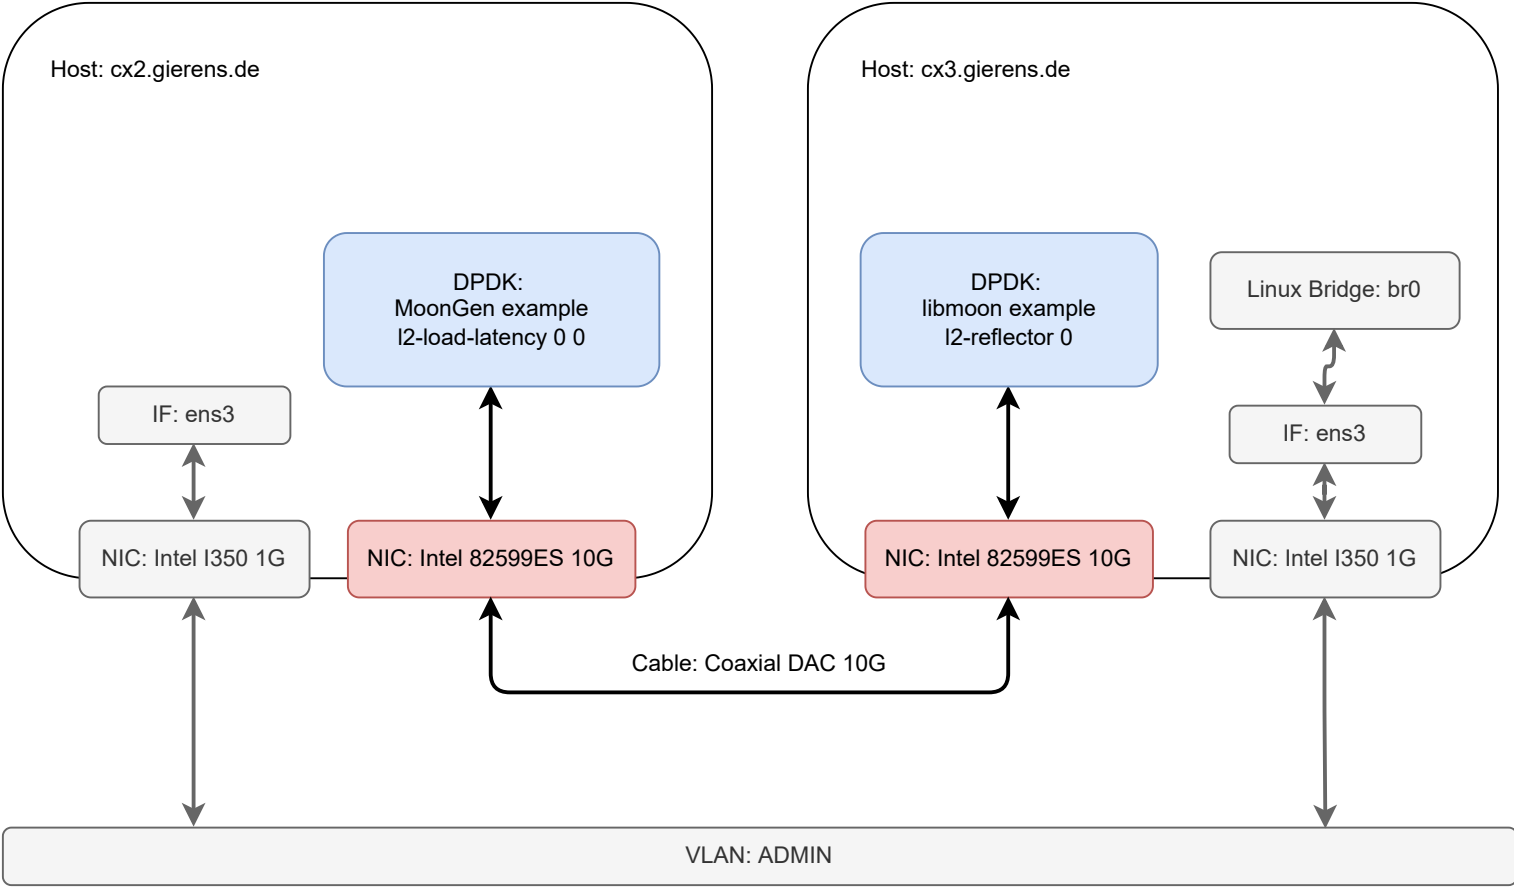 Host: cx2.gierens.de
Host: cx3.gierens.de
DPDK:
MoonGen example
l2-load-latency 0 0
DPDK:
libmoon example
l2-reflector 0
Linux Bridge: br0
IF: ens3
IF: ens3
NIC: Intel I350 1G
NIC: Intel 82599ES 10G
NIC: Intel 82599ES 10G
NIC: Intel I350 1G
Cable: Coaxial DAC 10G
VLAN: ADMIN